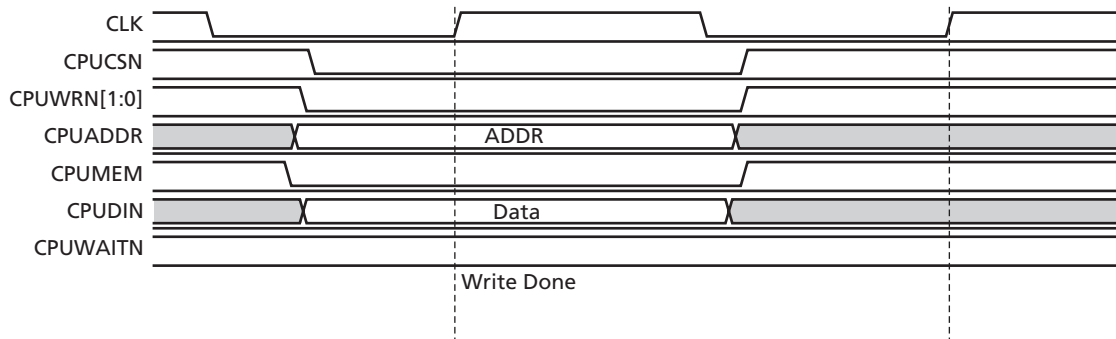 CLK
CPUCSN
CPUWRN[1:0]
CPUADDR
ADDR
CPUMEM
CPUDIN
Data
CPUWAITN
Write Done